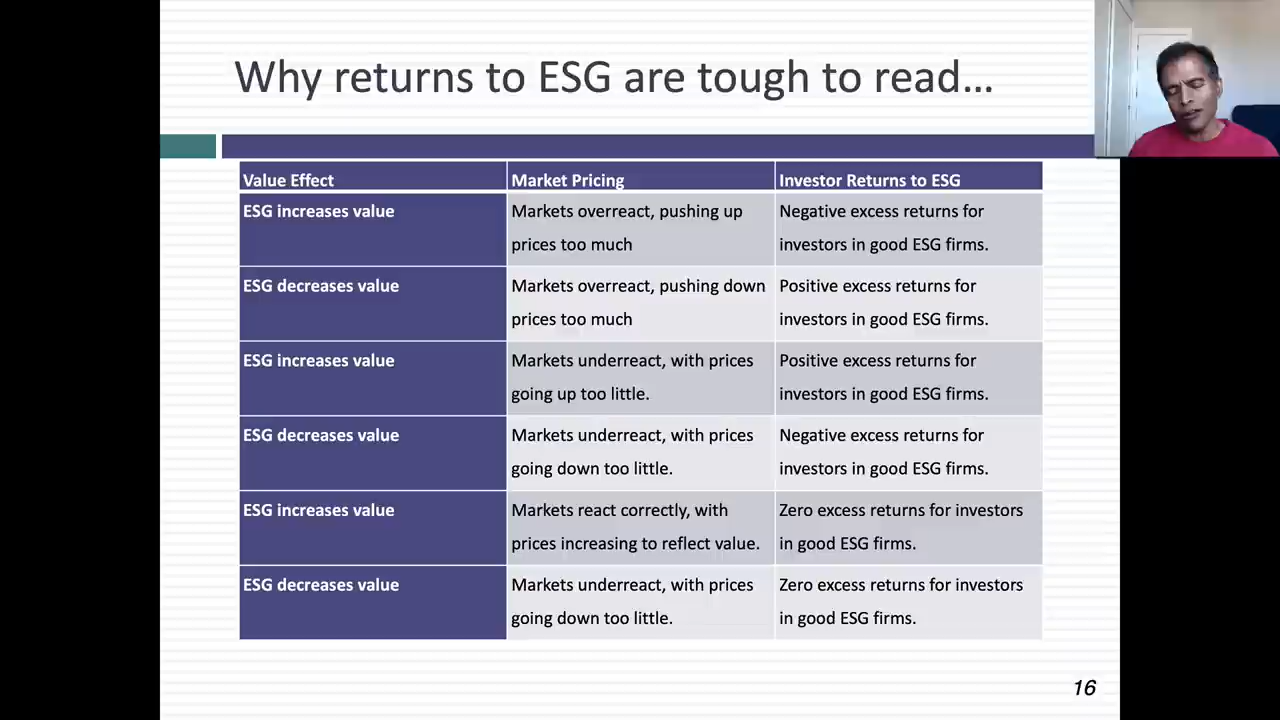 Why returns to ESG are tough to read…
Value Effect
Market Pricing
Investor Returns to ESG
ESG increases value
Markets overreact, pushing up
prices too much
Negative excess returns for
investors in good ESG firms.
ESG decreases value
Markets overreact, pushing down
prices too much
Positive excess returns for
investors in good ESG firms.
ESG increases value
Markets underreact, with prices
going up too little.
Positive excess returns for
investors in good ESG firms.
ESG decreases value
Markets underreact, with prices
going down too little.
Negative excess returns for
investors in good ESG firms.
ESG increases value
Markets react correctly, with
prices increasing to reflect value.
Zero excess returns for investors
in good ESG firms.
ESG decreases value
Markets underreact, with prices
going down too little.
Zero excess returns for investors
in good ESG firms.
16